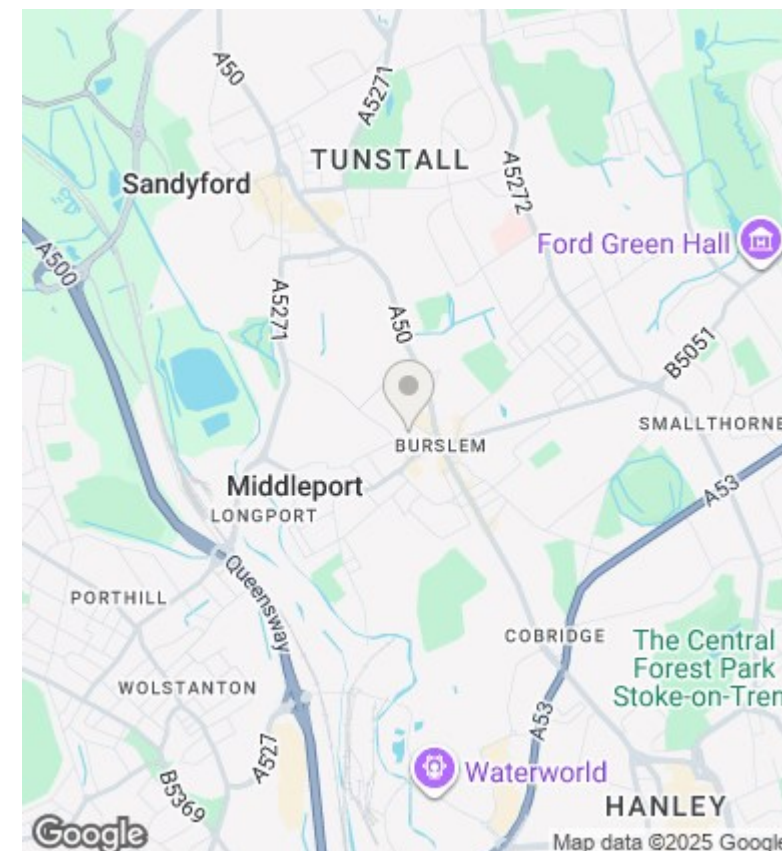 A50
A5271
TUNSTALL
Sandyford
A5272
Ford Green Hall
A500
A5271
A50
B5051
SMALLTHORNE
BURSLEM
Middleport
A53
LONGPORT
Queensway
PORTHILL
COBRIDGE
The Central
Forest Park
Stoke-on-Tren
WOLSTANTON
A527
A53
B5369
Waterworld
HANLEY
Google
Map data ©2025 Google